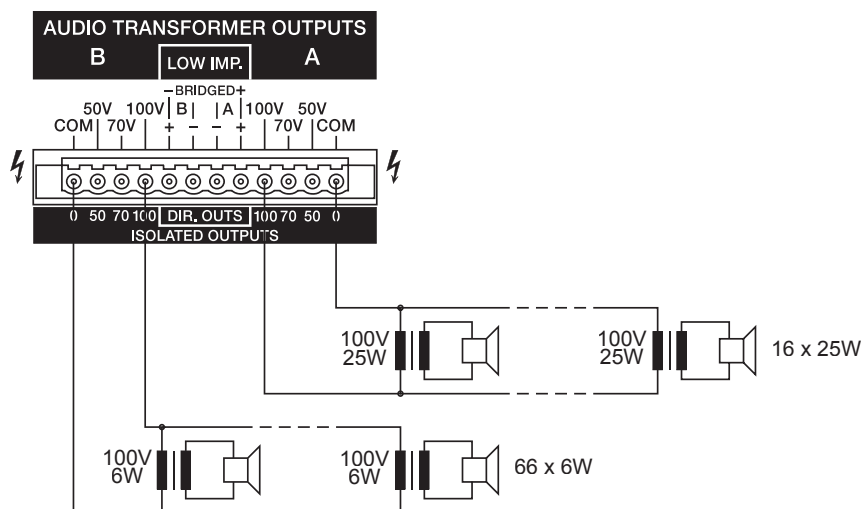 AUDIO TRANSFORMER OUTPUTS
B
LOW IMP.
A
–BRIDGED+
50V 100V B A 100V 50V
COM 70V + – – + 70V COM
0 50 70 100 DIR. OUTS 100 70 50 0
ISOLATED OUTPUTS
100V
25W
100V
25W
16 x 25W
100V
6W
100V
6W
66 x 6W